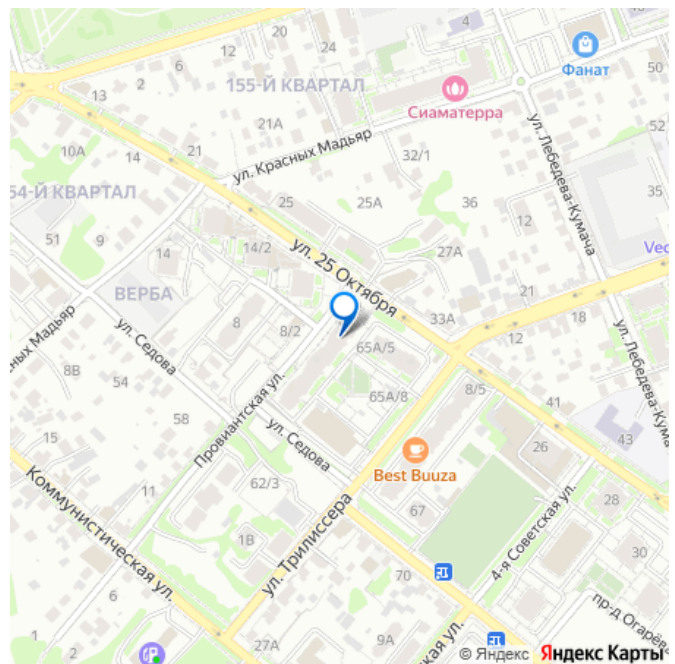 4
24
20
12
6
2
13
Фанат
50
155-Й КВАРТАЛ
Сиаматерра
21А
ул. Красных Мадьяр
ул. Лебедева-Кумача
52
10А
14
21
32/1
54-Й КВАРТАЛ
25
25А
36
35
51
9
14/2
ул. 25 Октября
27А
Vec
14
ВЕРБА
18
33А
12
8
8/2
65А/5
ул. Седова
ных Мадьяр
ул. Лебедева-Кума
8В
54
65А/8
8/5
41
58
Провиантская ул.
15
ул. Седова
26
43
Best Buuza
Коммунистическая ул.
11
62/3
67
28
4-я Советская ул.
1В
ул. Трилиссера
30
70
6
пр-д Огарёва
1
2
27А
9А
кая ул.
© Яндекс Яндекс Карты